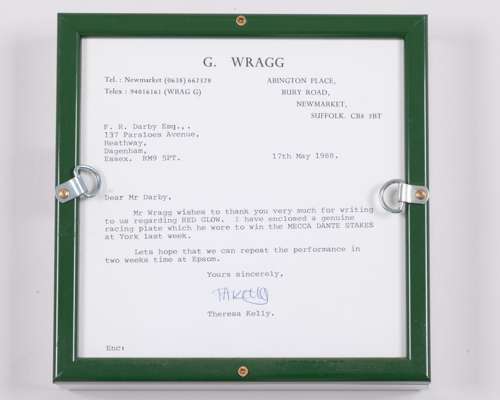 G. WRAGG
Tel.: Newmarket (0638) 662328
Telex: 94016161 (WRAG G)
ABINGTON PLACE,
BURY ROAD,
NEWMARKET,
SUFFOLK. CB8 7BT
F. H. Darby Esq.,.
137 Parsloes Avenue,
Heathway,
Dagenham,
Essex. RM9 5PT.
17th May 1988.
Dear Mr Darby,
Mr Wragg wishes to thank you very much for writing
to us regarding RED GLOW. I have enclosed a genuine
racing plate which he wore to win the MECCA DANTE STAKES
at York last week.
Lets hope that we can repeat the performance in
two weeks time at Epsom.
Yours sincerely,
Theresa Kelly.
Enc: